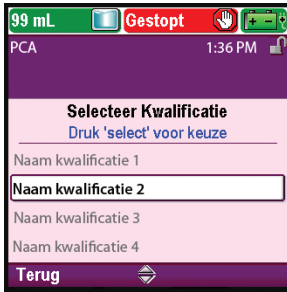 99 mL Gestopt
PCA 1:36 PM
Selecteer Kwalificatie
Druk 'select' voor keuze
Naam kwalificatie 1
Naam kwalificatie 2
Naam kwalificatie 3
Naam kwalificatie 4
Terug